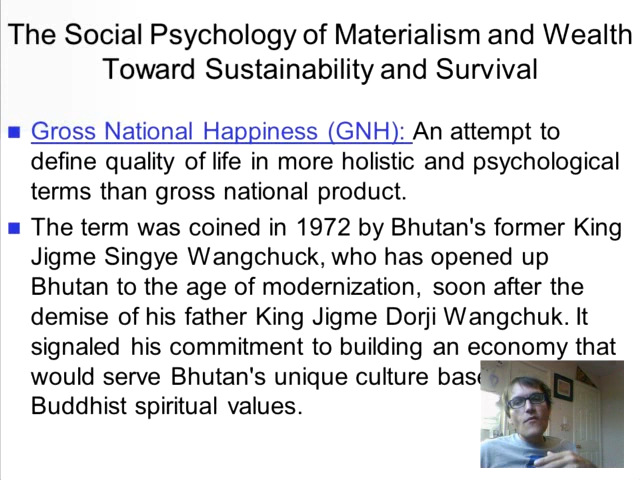 The Social Psychology of Materialism and Wealth
Toward Sustainability and Survival
Gross National Happiness (GNH): An attempt to
define quality of life in more holistic and psychological
terms than gross national product.
The term was coined in 1972 by Bhutan's former King
Jigme Singye Wangchuck, who has opened up
Bhutan to the age of modernization, soon after the
demise of his father King Jigme Dorji Wangchuk. It
signaled his commitment to building an economy that
would serve Bhutan's unique culture
Buddhist spiritual values.